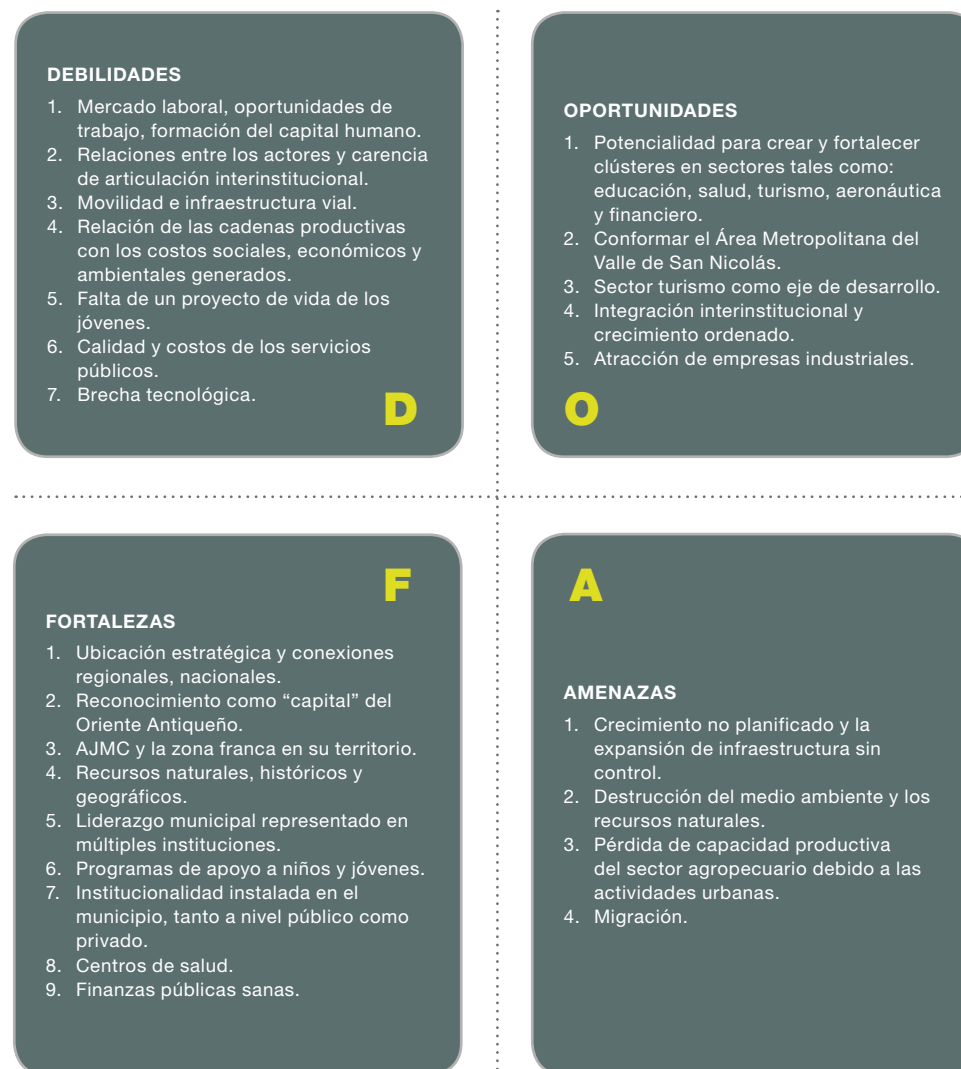 DEBILIDADES
1. Mercado laboral, oportunidades de
trabajo, formación del capital humano.
2. Relaciones entre los actores y carencia
de articulación interinstitucional.
3. Movilidad e infraestructura vial.
4. Relación de las cadenas productivas
con los costos sociales, económicos y
ambientales generados.
5. Falta de un proyecto de vida de los
jóvenes.
6. Calidad y costos de los servicios
públicos.
7. Brecha tecnológica.
D
OPORTUNIDADES
1. Potencialidad para crear y fortalecer
clústeres en sectores tales como:
educación, salud, turismo, aeronáutica
y financiero.
2. Conformar el Área Metropolitana del
Valle de San Nicolás.
3. Sector turismo como eje de desarrollo.
4. Integración interinstitucional y
crecimiento ordenado.
5. Atracción de empresas industriales.
O
F
FORTALEZAS
1. Ubicación estratégica y conexiones
regionales, nacionales.
2. Reconocimiento como “capital” del
Oriente Antiqueño.
3. AJMC y la zona franca en su territorio.
4. Recursos naturales, históricos y
geográficos.
5. Liderazgo municipal representado en
múltiples instituciones.
6. Programas de apoyo a niños y jóvenes.
7. Institucionalidad instalada en el
municipio, tanto a nivel público como
privado.
8. Centros de salud.
9. Finanzas públicas sanas.
A
AMENAZAS
1. Crecimiento no planificado y la
expansión de infraestructura sin
control.
2. Destrucción del medio ambiente y los
recursos naturales.
3. Pérdida de capacidad productiva
del sector agropecuario debido a las
actividades urbanas.
4. Migración.